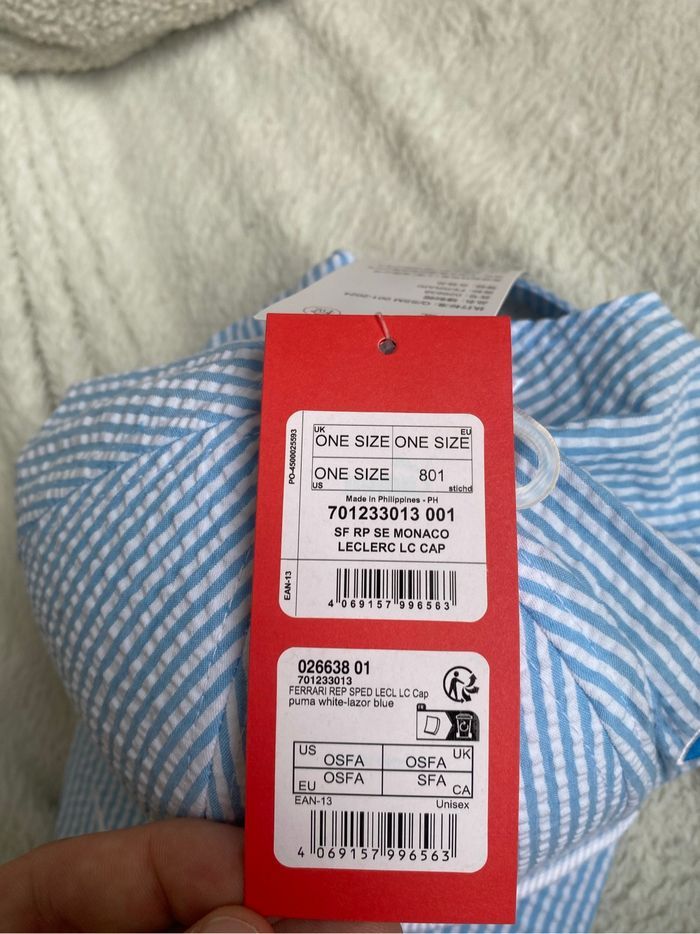 UK EU
ONE SIZE ONE SIZE
ONE SIZE 801
US stichd
PO-4500025593
Made in Philippines - PH
701233013 001
SF RP SE MONACO
LECLERC LC CAP
EAN-13
4 069157 996563
026638 01
701233013
FERRARI REP SPED LECL LC Cap
puma white-lazor blue
FR
US OSFA OSFA UK
EU OSFA SFA CA
EAN-13 Unisex
4 069157 996563